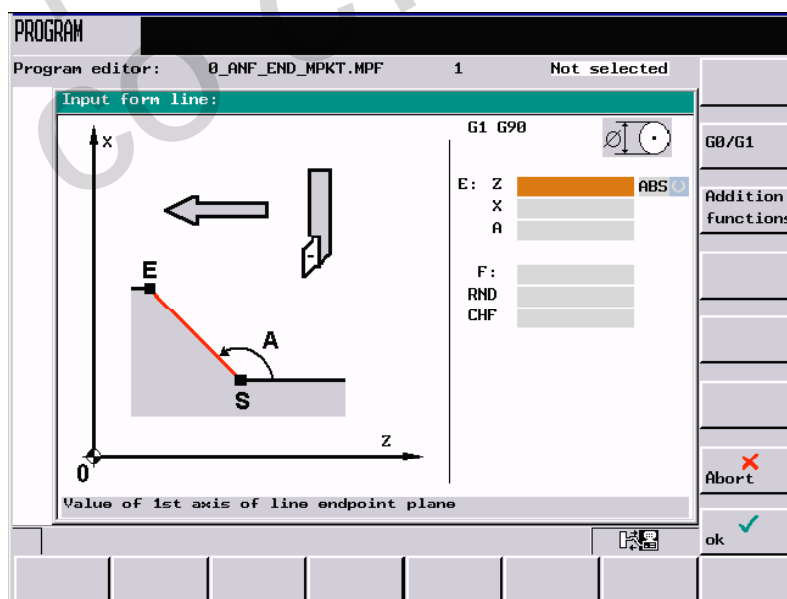 PROGRAM
Program editor: 0_ANF_END_MPKT.MPF 1 Not selected
Input form line:
G1 G90
X
E: Z ABS
X
A
F:
RND
CHF
E
A
S
Z
0
Value of 1st axis of line endpoint plane
G0/G1
Addition
functions
Abort
ok